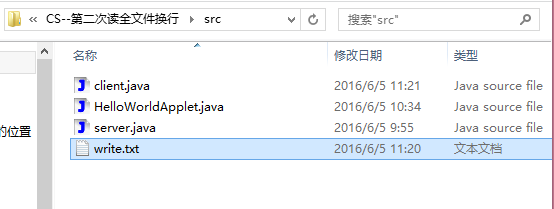 « CS--第二次读全文件换行 › src 搜索"src"
名称 修改日期 类型
client.java 2016/6/5 11:21 Java source file
HelloWorldApplet.java 2016/6/5 10:34 Java source file
server.java 2016/6/5 9:55 Java source file
的位置
write.txt 2016/6/5 11:20 文本文档